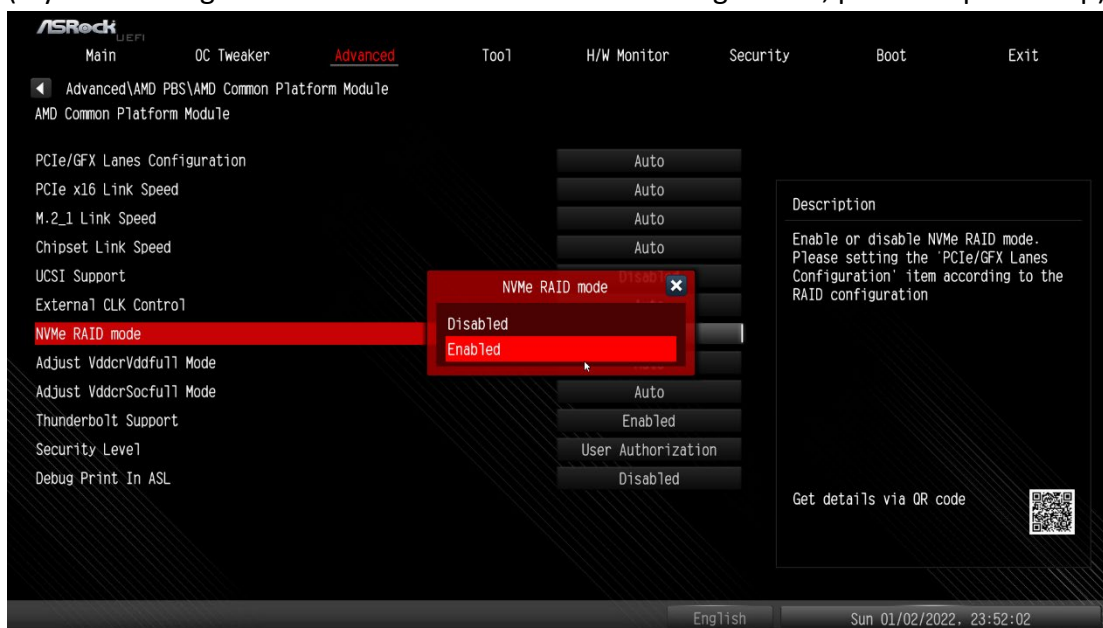 ASRock
UEFI
Main OC Tweaker Advanced Tool H/W Monitor Security Boot Exit
Advanced\AMD PBS\AMD Common Platform Module
AMD Common Platform Module
PCIe/GFX Lanes Configuration Auto
PCIe x16 Link Speed Auto
M.2_1 Link Speed Auto
Chipset Link Speed Auto
UCSI Support Disabled
External CLK Control
NVMe RAID mode
Adjust VddcrVddfull Mode
Adjust VddcrSocfull Mode Auto
Thunderbolt Support Enabled
Security Level User Authorization
Debug Print In ASL Disabled
NVMe RAID mode
Disabled
Enabled
Description
Enable or disable NVMe RAID mode.
Please setting the 'PCIe/GFX Lanes
Configuration' item according to the
RAID configuration
Get details via QR code
English Sun 01/02/2022, 23:52:02